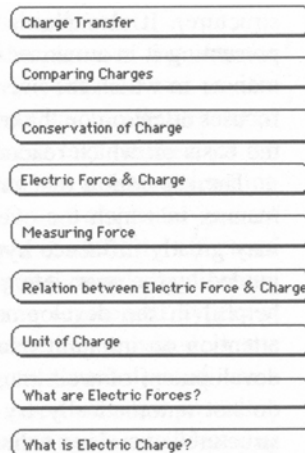 Charge Transfer
Comparing Charges
Conservation of Charge
Electric Force & Charge
Measuring Force
Relation between Electric Force & Charge
Unit of Charge
What are Electric Forces?
What is Electric Charge?